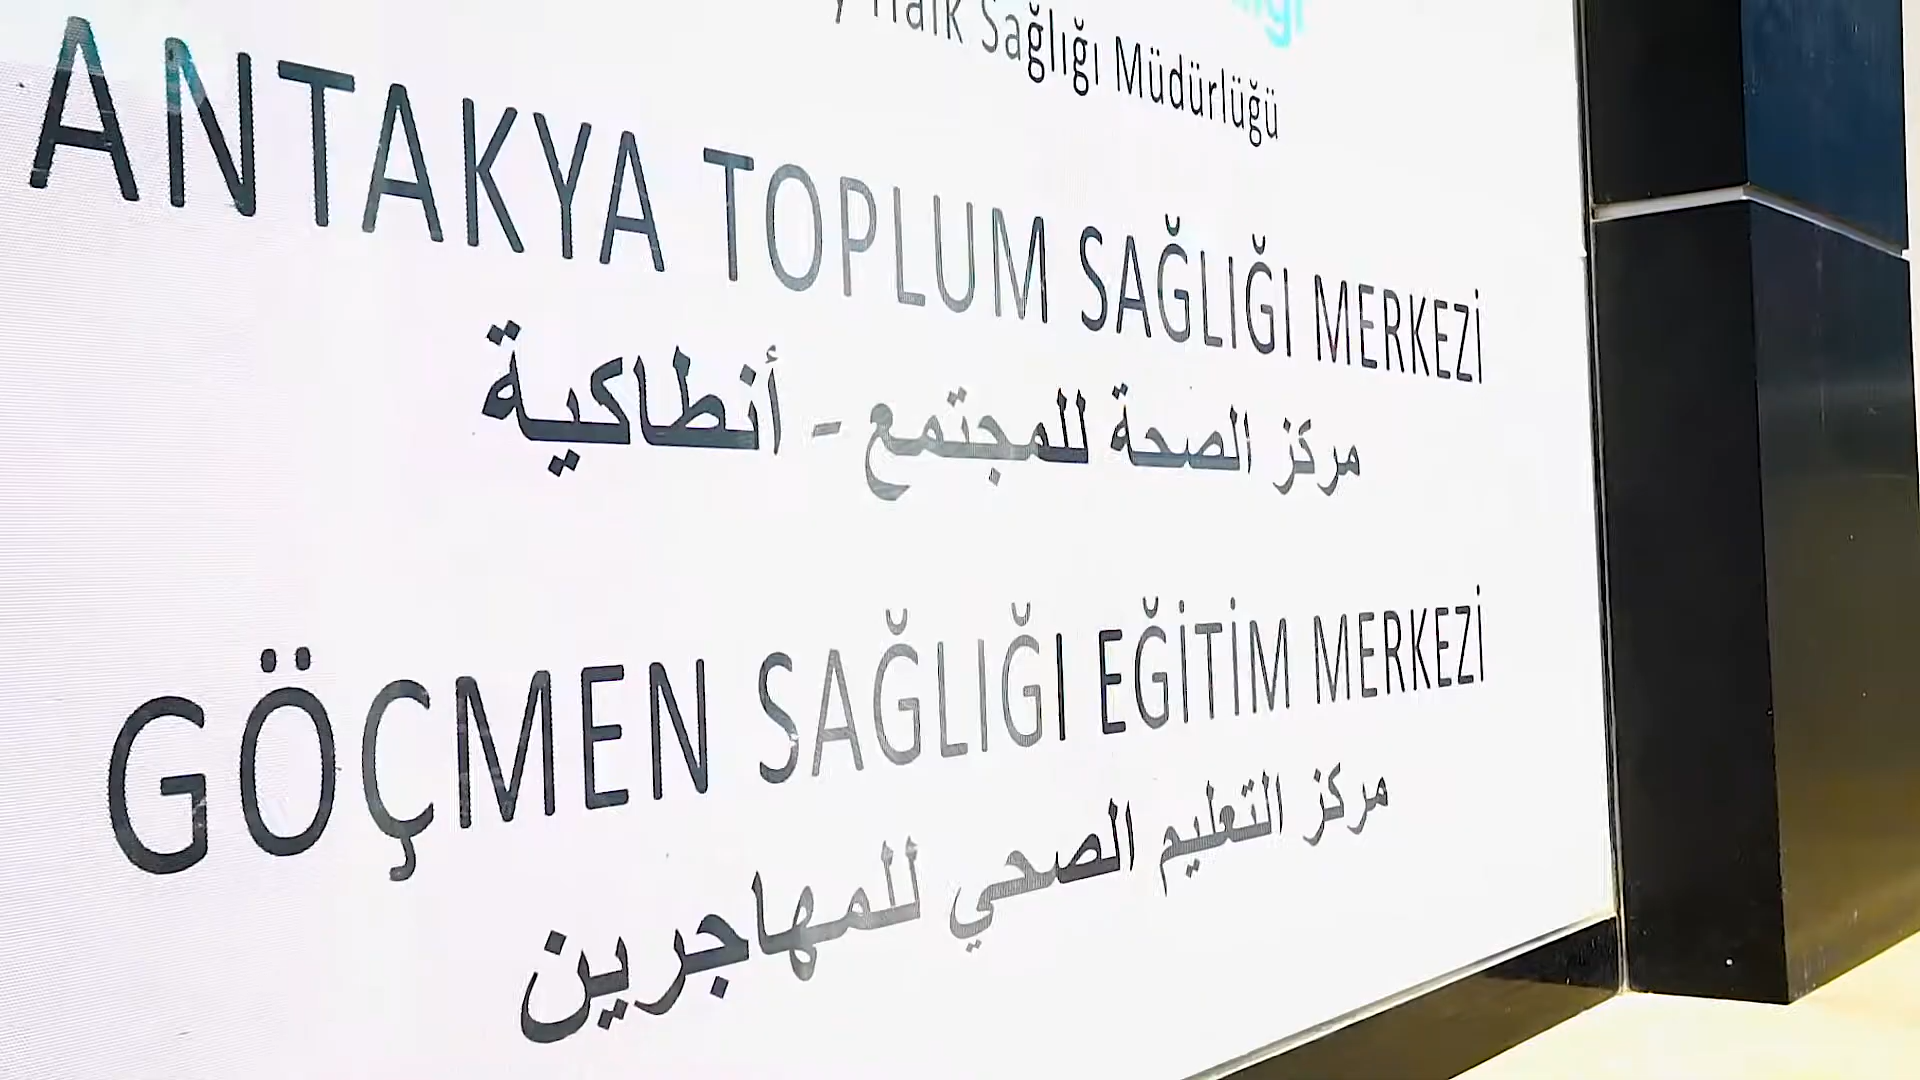 Halk Sağlığı Müdürlüğü
ANTAKYA TOPLUM SAĞLIĞI MERKEZİ
مركز الصحة للمجتمع - أنطاكية
GÖÇMEN SAĞLIĞI EĞİTİM MERKEZİ
مركز التعليم الصحي للمهاجرين